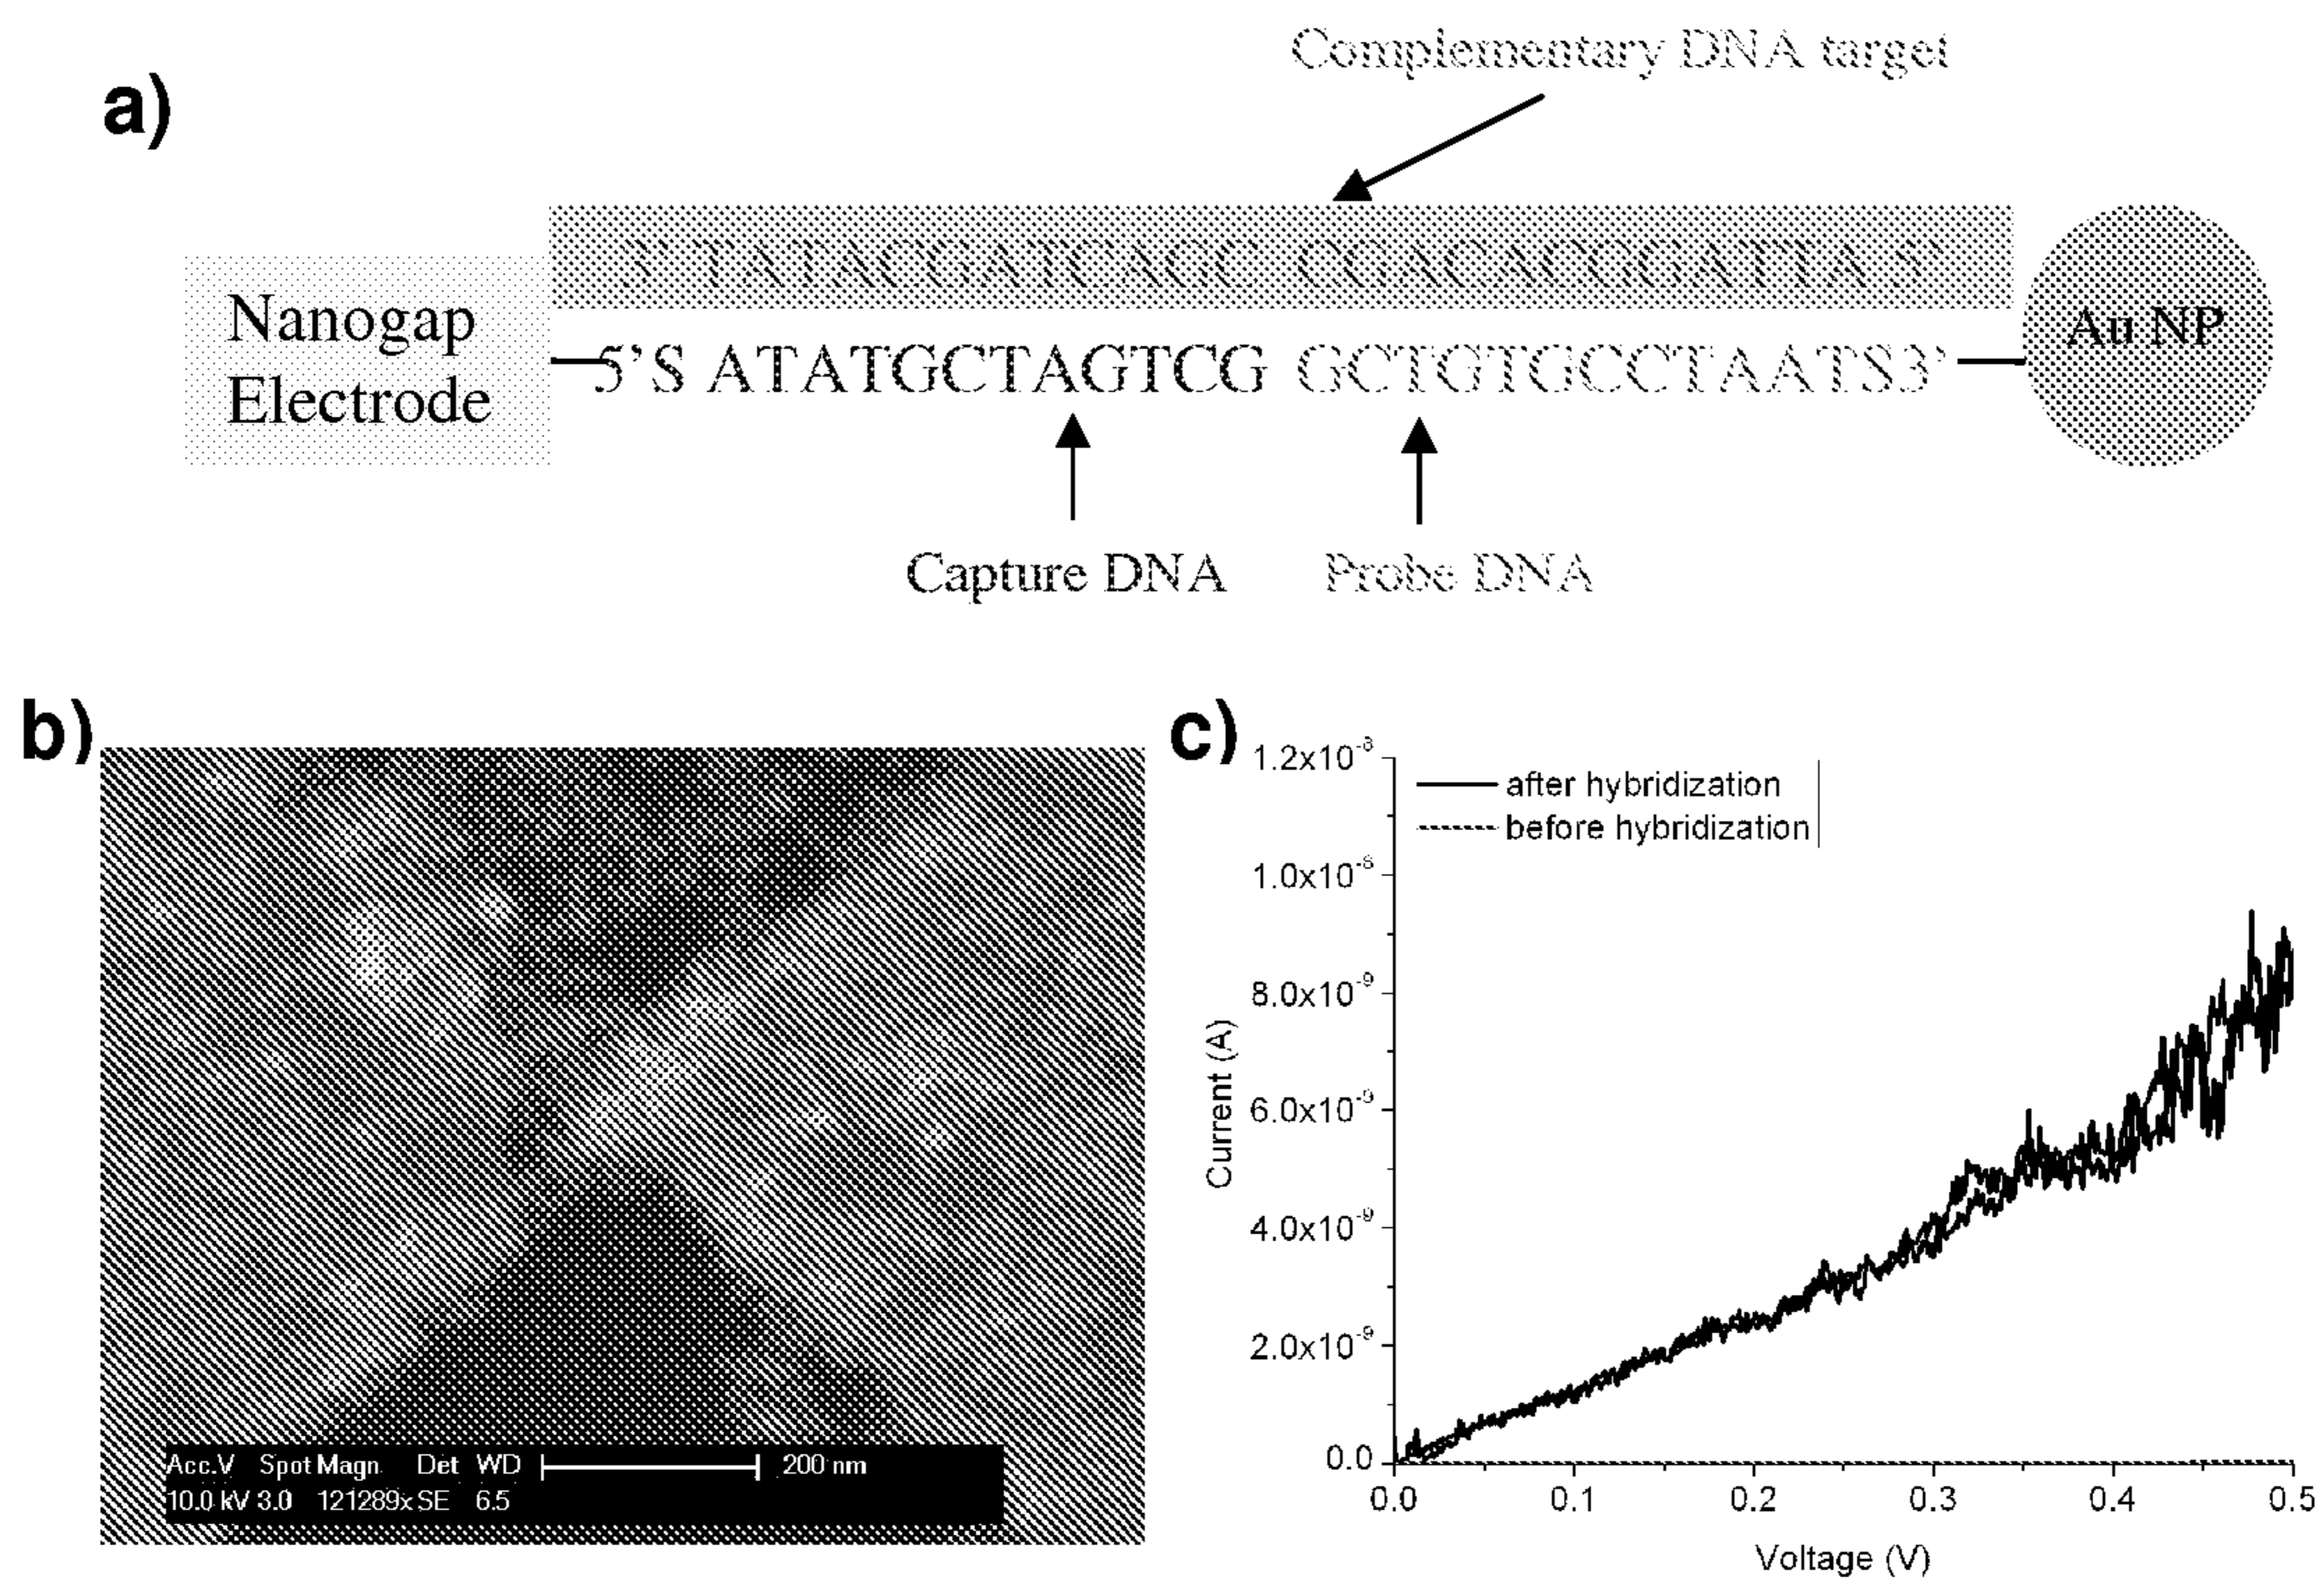 a)
Complementary DNA target
3' TATACGATCAGC CGACACGGATTA 5'
Nanogap
Electrode
5'S ATATGCTAGTCG GCTGTGCCTAATS3'
Au NP
Capture DNA
Probe DNA
b)
Acc.V Spot Magn Det WD 200 nm
10.0 kV 3.0 121289x SE 6.5
c)
1.2x10-8
1.0x10-8
8.0x10-9
6.0x10-9
4.0x10-9
2.0x10-9
0.0
Current (A)
after hybridization
before hybridization
0.0 0.1 0.2 0.3 0.4 0.5
Voltage (V)